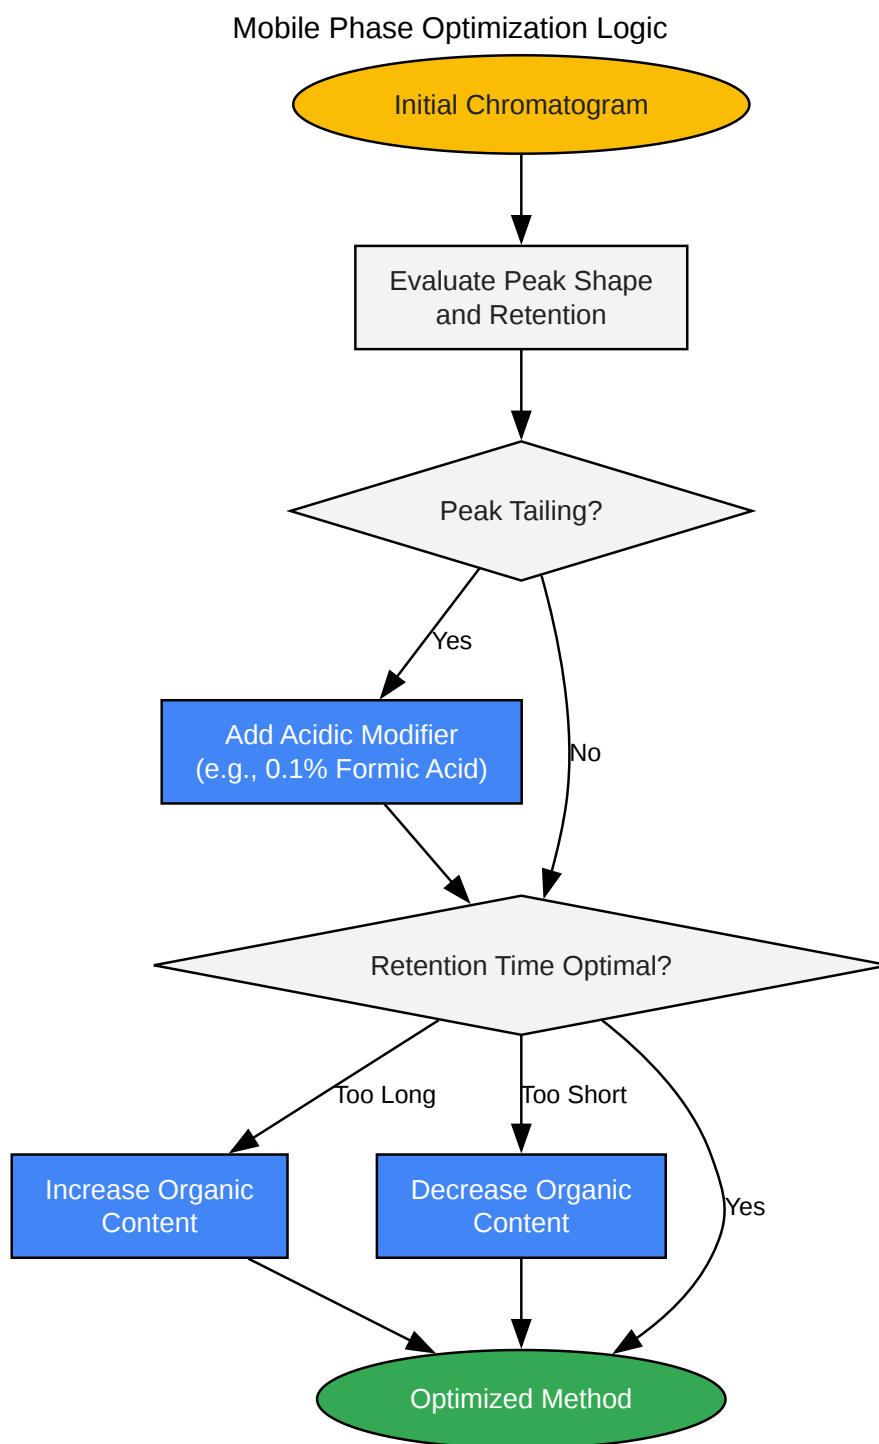 Mobile Phase Optimization Logic
Initial Chromatogram
Evaluate Peak Shape
and Retention
Peak Tailing?
Yes
Add Acidic Modifier
(e.g., 0.1% Formic Acid)
No
Retention Time Optimal?
Too Long
Too Short
Increase Organic
Content
Decrease Organic
Content
Yes
Optimized Method